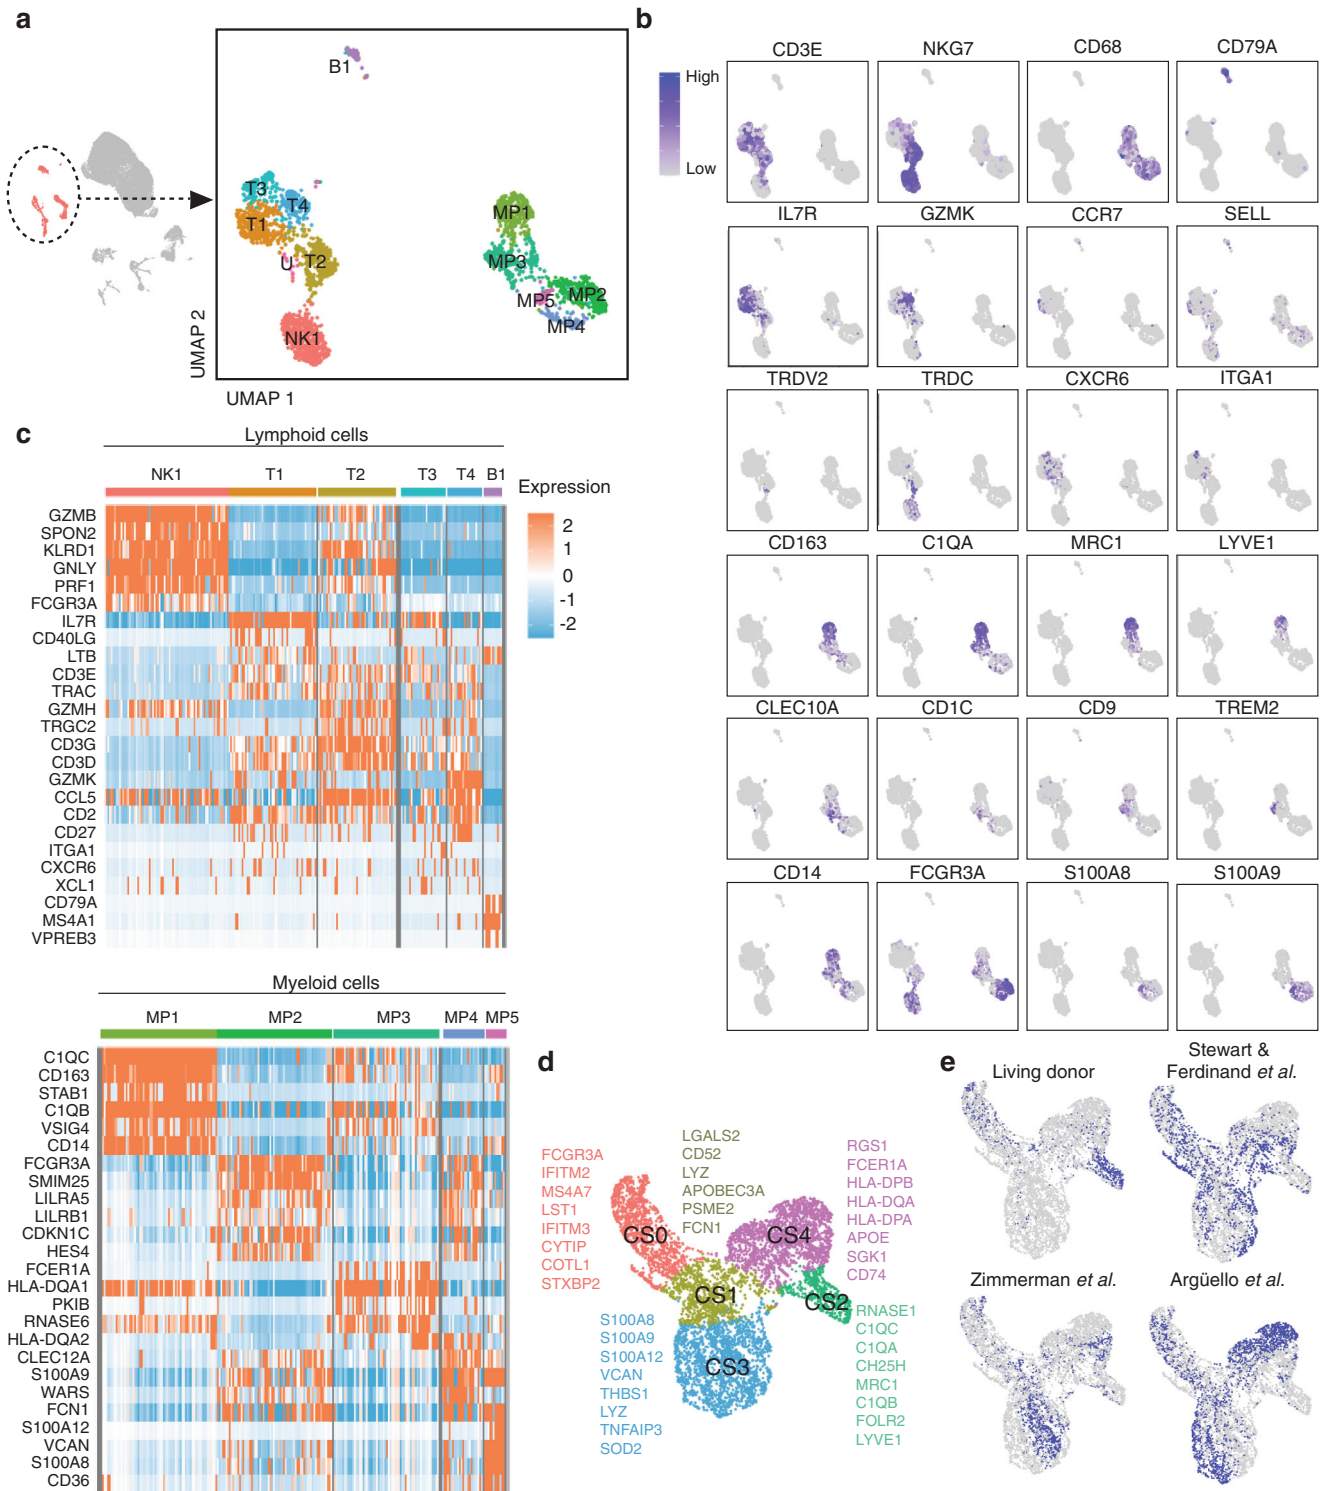 a
B1
T3
T4
T1
U
T2
NK1
MP1
MP3
MP5
MP2
MP4
UMAP 2
UMAP 1
b
High
Low
CD3E
NKG7
CD68
CD79A
IL7R
GZMK
CCR7
SELL
TRDV2
TRDC
CXCR6
ITGA1
CD163
C1QA
MRC1
LYVE1
CLEC10A
CD1C
CD9
TREM2
CD14
FCGR3A
S100A8
S100A9
c
Lymphoid cells
NK1
T1
T2
T3
T4
B1
Expression
2
1
0
-1
-2
GZMB
SPON2
KLRD1
GNLY
PRF1
FCGR3A
IL7R
CD40LG
LTB
CD3E
TRAC
GZMH
TRGC2
CD3G
CD3D
GZMK
CCL5
CD2
CD27
ITGA1
CXCR6
XCL1
CD79A
MS4A1
VPREB3
Myeloid cells
MP1
MP2
MP3
MP4
MP5
C1QC
CD163
STAB1
C1QB
VSIG4
CD14
FCGR3A
SMIM25
LILRA5
LILRB1
CDKN1C
HES4
FCER1A
HLA-DQA1
PKIB
RNASE6
HLA-DQA2
CLEC12A
S100A9
WARS
FCN1
S100A12
VCAN
S100A8
CD36
d
FCGR3A
IFITM2
MS4A7
LST1
IFITM3
CYTIP
COTL1
STXBP2
LGALS2
CD52
LYZ
APOBEC3A
PSME2
FCN1
RGS1
FCER1A
HLA-DPB
HLA-DQA
HLA-DPA
APOE
SGK1
CD74
CS0
CS4
CS1
CS2
CS3
S100A8
S100A9
S100A12
VCAN
THBS1
LYZ
TNFAIP3
SOD2
RNASE1
C1QC
C1QA
CH25H
MRC1
C1QB
FOLR2
LYVE1
e
Living donor
Stewart &
Ferdinand et al.
Zimmerman et al.
Argüello et al.